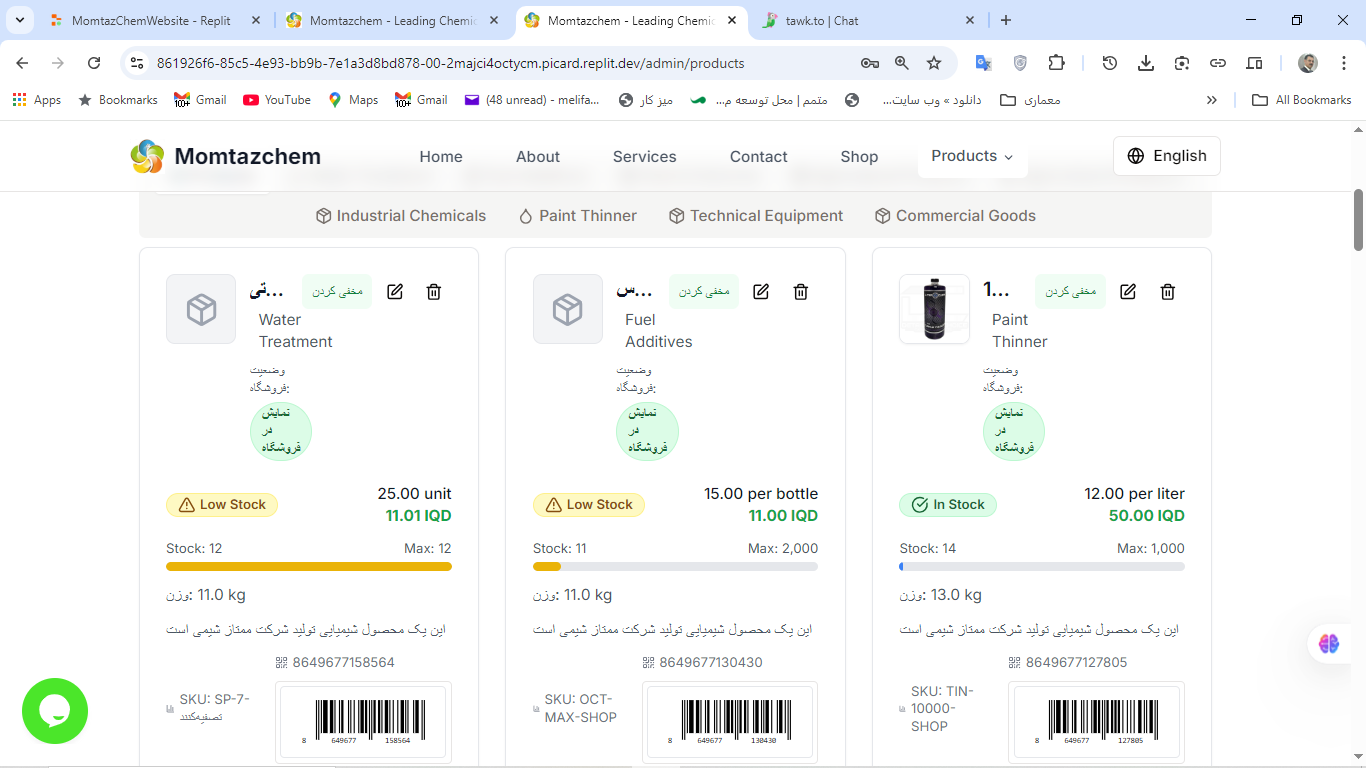 MomtazChemWebsite - Replit
Momtazchem - Leading Chemic
Momtazchem - Leading Chemic
tawk.to | Chat
861926f6-85c5-4e93-bb9b-7e1a3d8bd878-00-2majci4octycm.picard.replit.dev/admin/products
Apps
Bookmarks
100+
Gmail
YouTube
Maps
100+
Gmail
(48 unread) - melifa...
میز کار
متمم | محل توسعه م...
دانلود » وب سایت...
معماری
»
All Bookmarks
Momtazchem
Home
About
Services
Contact
Shop
Products
English
Industrial Chemicals
Paint Thinner
Technical Equipment
Commercial Goods
...تی
مخفی کردن
Water
Treatment
وضعیت
فروشگاه:
نمایش
در
فروشگاه
Low Stock
25.00 unit
11.01 IQD
Stock: 12
Max: 12
وزن: 11.0 kg
این یک محصول شیمیایی تولید شرکت ممتاز شیمی است
8649677158564
SKU: SP-7-
تصفیه‌کننده
8 649677 158564
...س
مخفی کردن
Fuel
Additives
وضعیت
فروشگاه:
نمایش
در
فروشگاه
Low Stock
15.00 per bottle
11.00 IQD
Stock: 11
Max: 2,000
وزن: 11.0 kg
این یک محصول شیمیایی تولید شرکت ممتاز شیمی است
8649677130430
SKU: OCT-
MAX-SHOP
8 649677 130430
1...
مخفی کردن
Paint
Thinner
وضعیت
فروشگاه:
نمایش
در
فروشگاه
In Stock
12.00 per liter
50.00 IQD
Stock: 14
Max: 1,000
وزن: 13.0 kg
این یک محصول شیمیایی تولید شرکت ممتاز شیمی است
8649677127805
SKU: TIN-
10000-
SHOP
8 649677 127805